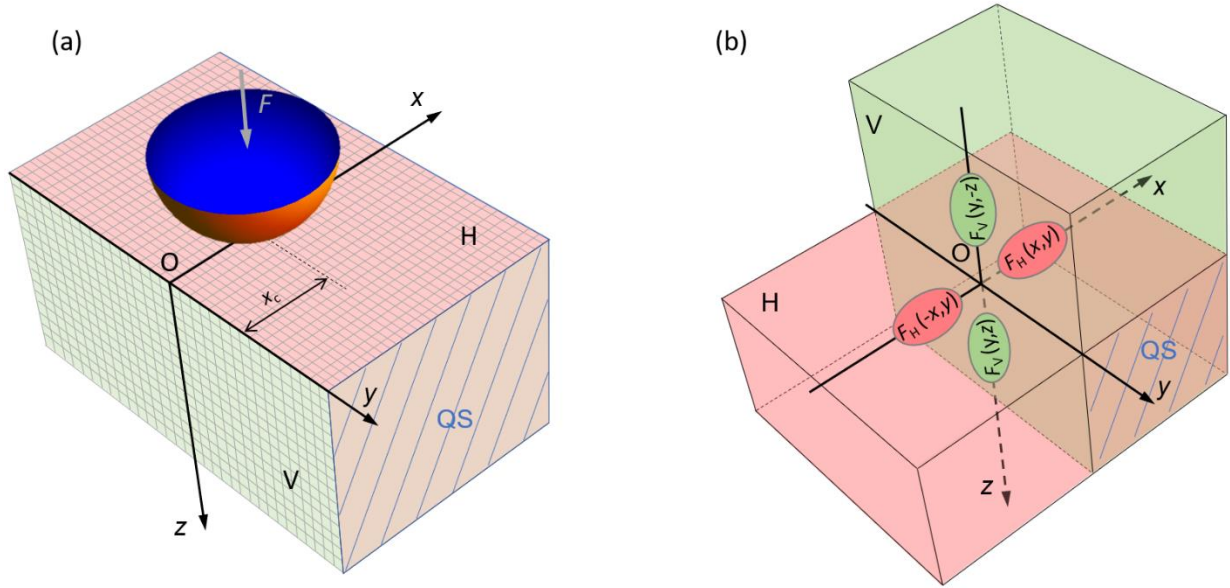 (a)
F
x
H
O
x_c
y
QS
V
z
(b)
V
F_V(y,-z)
x
F_H(x,y)
O
H
F_H(-x,y)
F_V(y,z)
QS
y
z